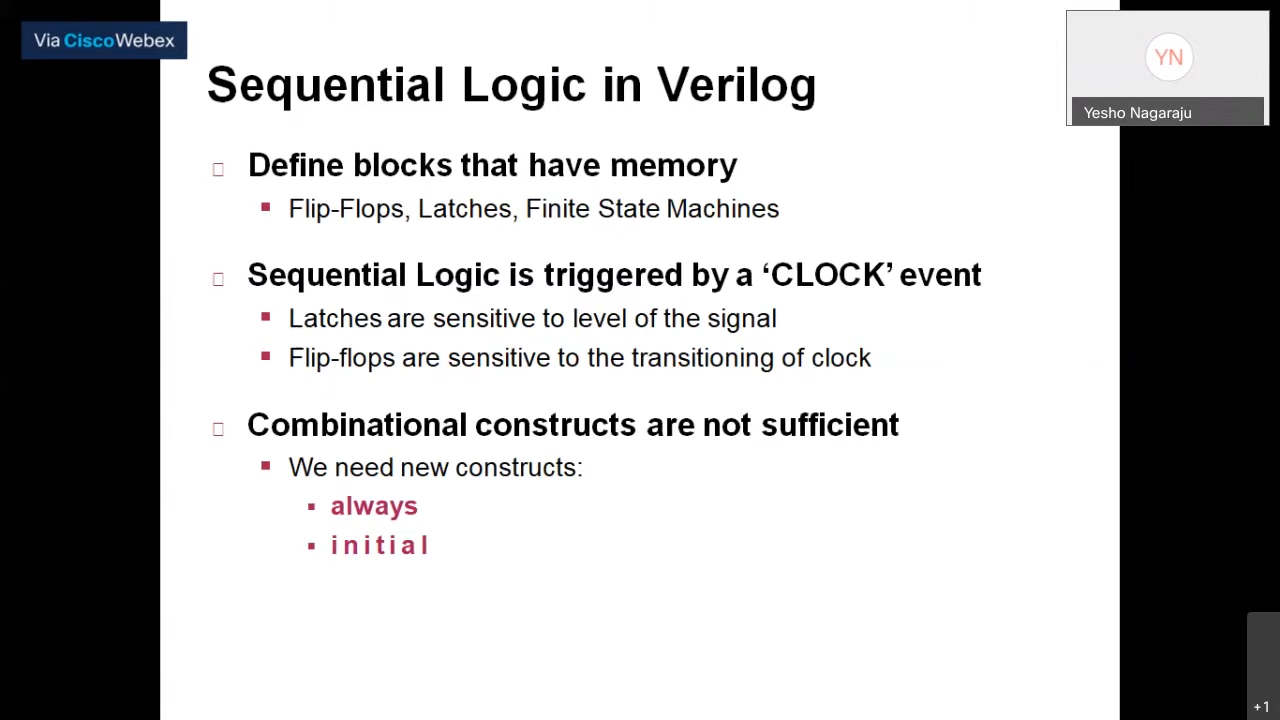 Via CiscoWebex
YN
Yesho Nagaraju
Sequential Logic in Verilog
Define blocks that have memory
Flip-Flops, Latches, Finite State Machines
Sequential Logic is triggered by a ‘CLOCK’ event
Latches are sensitive to level of the signal
Flip-flops are sensitive to the transitioning of clock
Combinational constructs are not sufficient
We need new constructs:
always
initial
+1